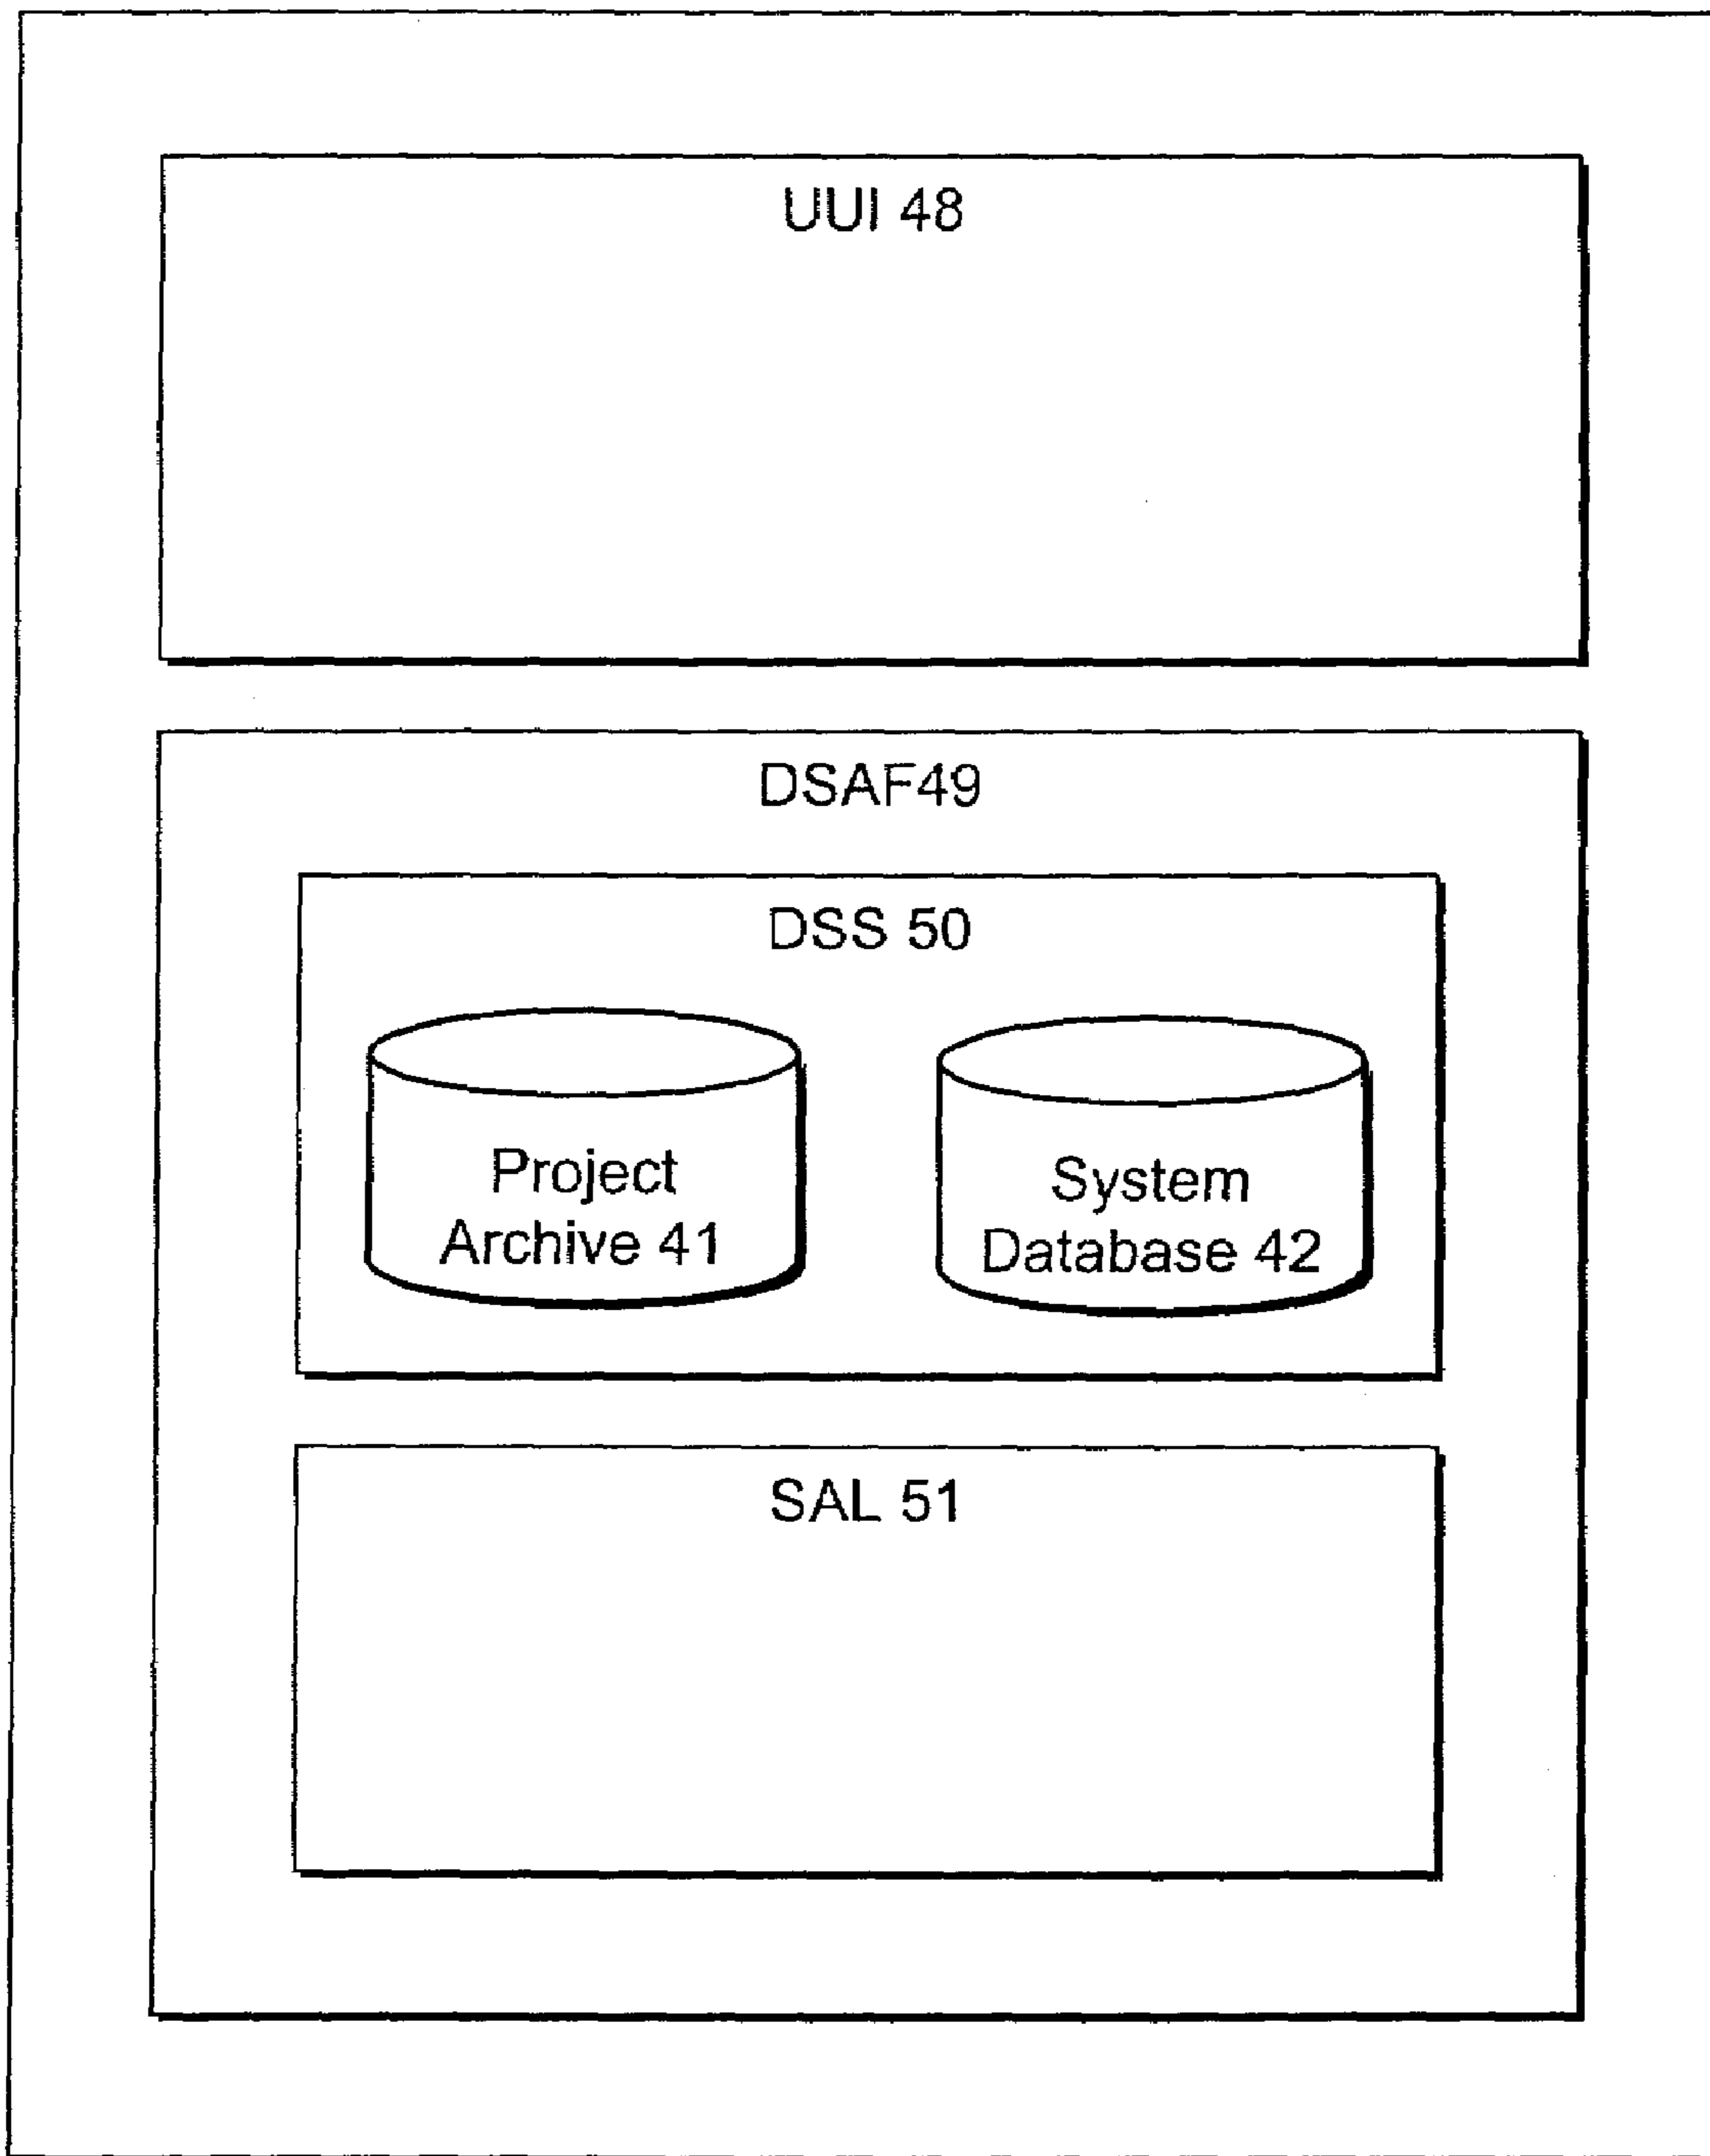 UUI 48
DSAF49
DSS 50
Project
Archive 41
System
Database 42
SAL 51